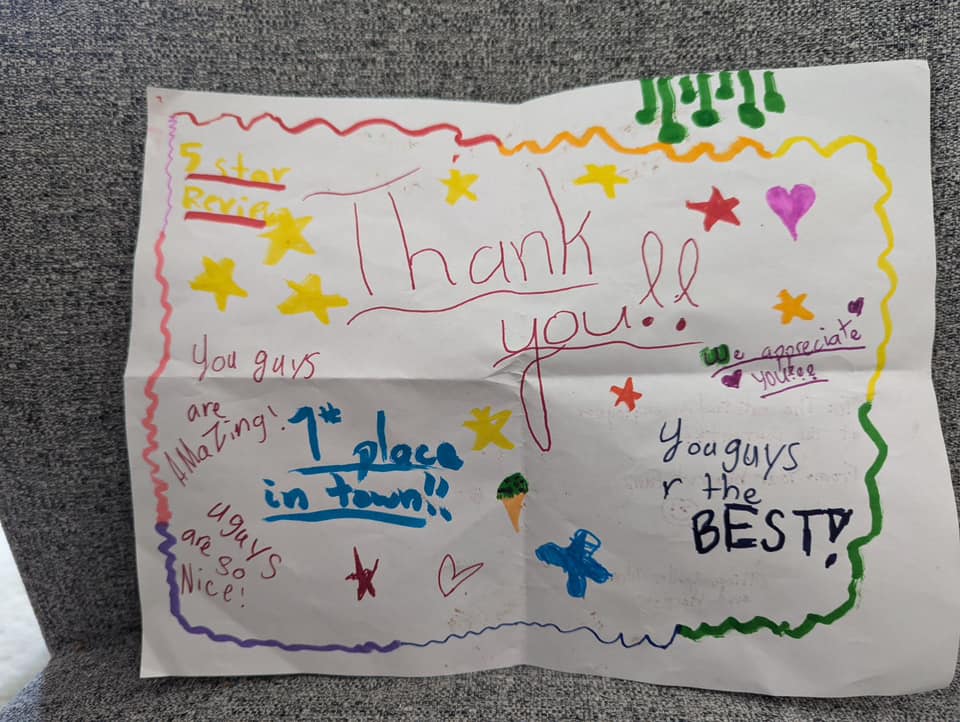 5 star
Review
Thank
you!!
We appreciate
you!!!
You guys
are
AMaZing!
1st place
in town!!
You guys
r the
BEST!
u guys
are so
Nice!